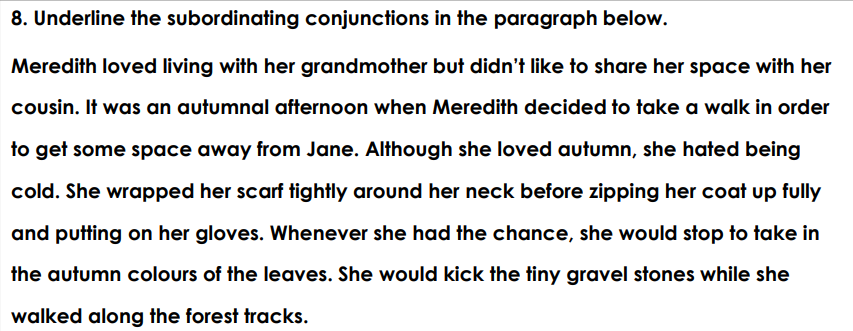 8. Underline the subordinating conjunctions in the paragraph below.
Meredith loved living with her grandmother but didn’t like to share her space with her
cousin. It was an autumnal afternoon when Meredith decided to take a walk in order
to get some space away from Jane. Although she loved autumn, she hated being
cold. She wrapped her scarf tightly around her neck before zipping her coat up fully
and putting on her gloves. Whenever she had the chance, she would stop to take in
the autumn colours of the leaves. She would kick the tiny gravel stones while she
walked along the forest tracks.